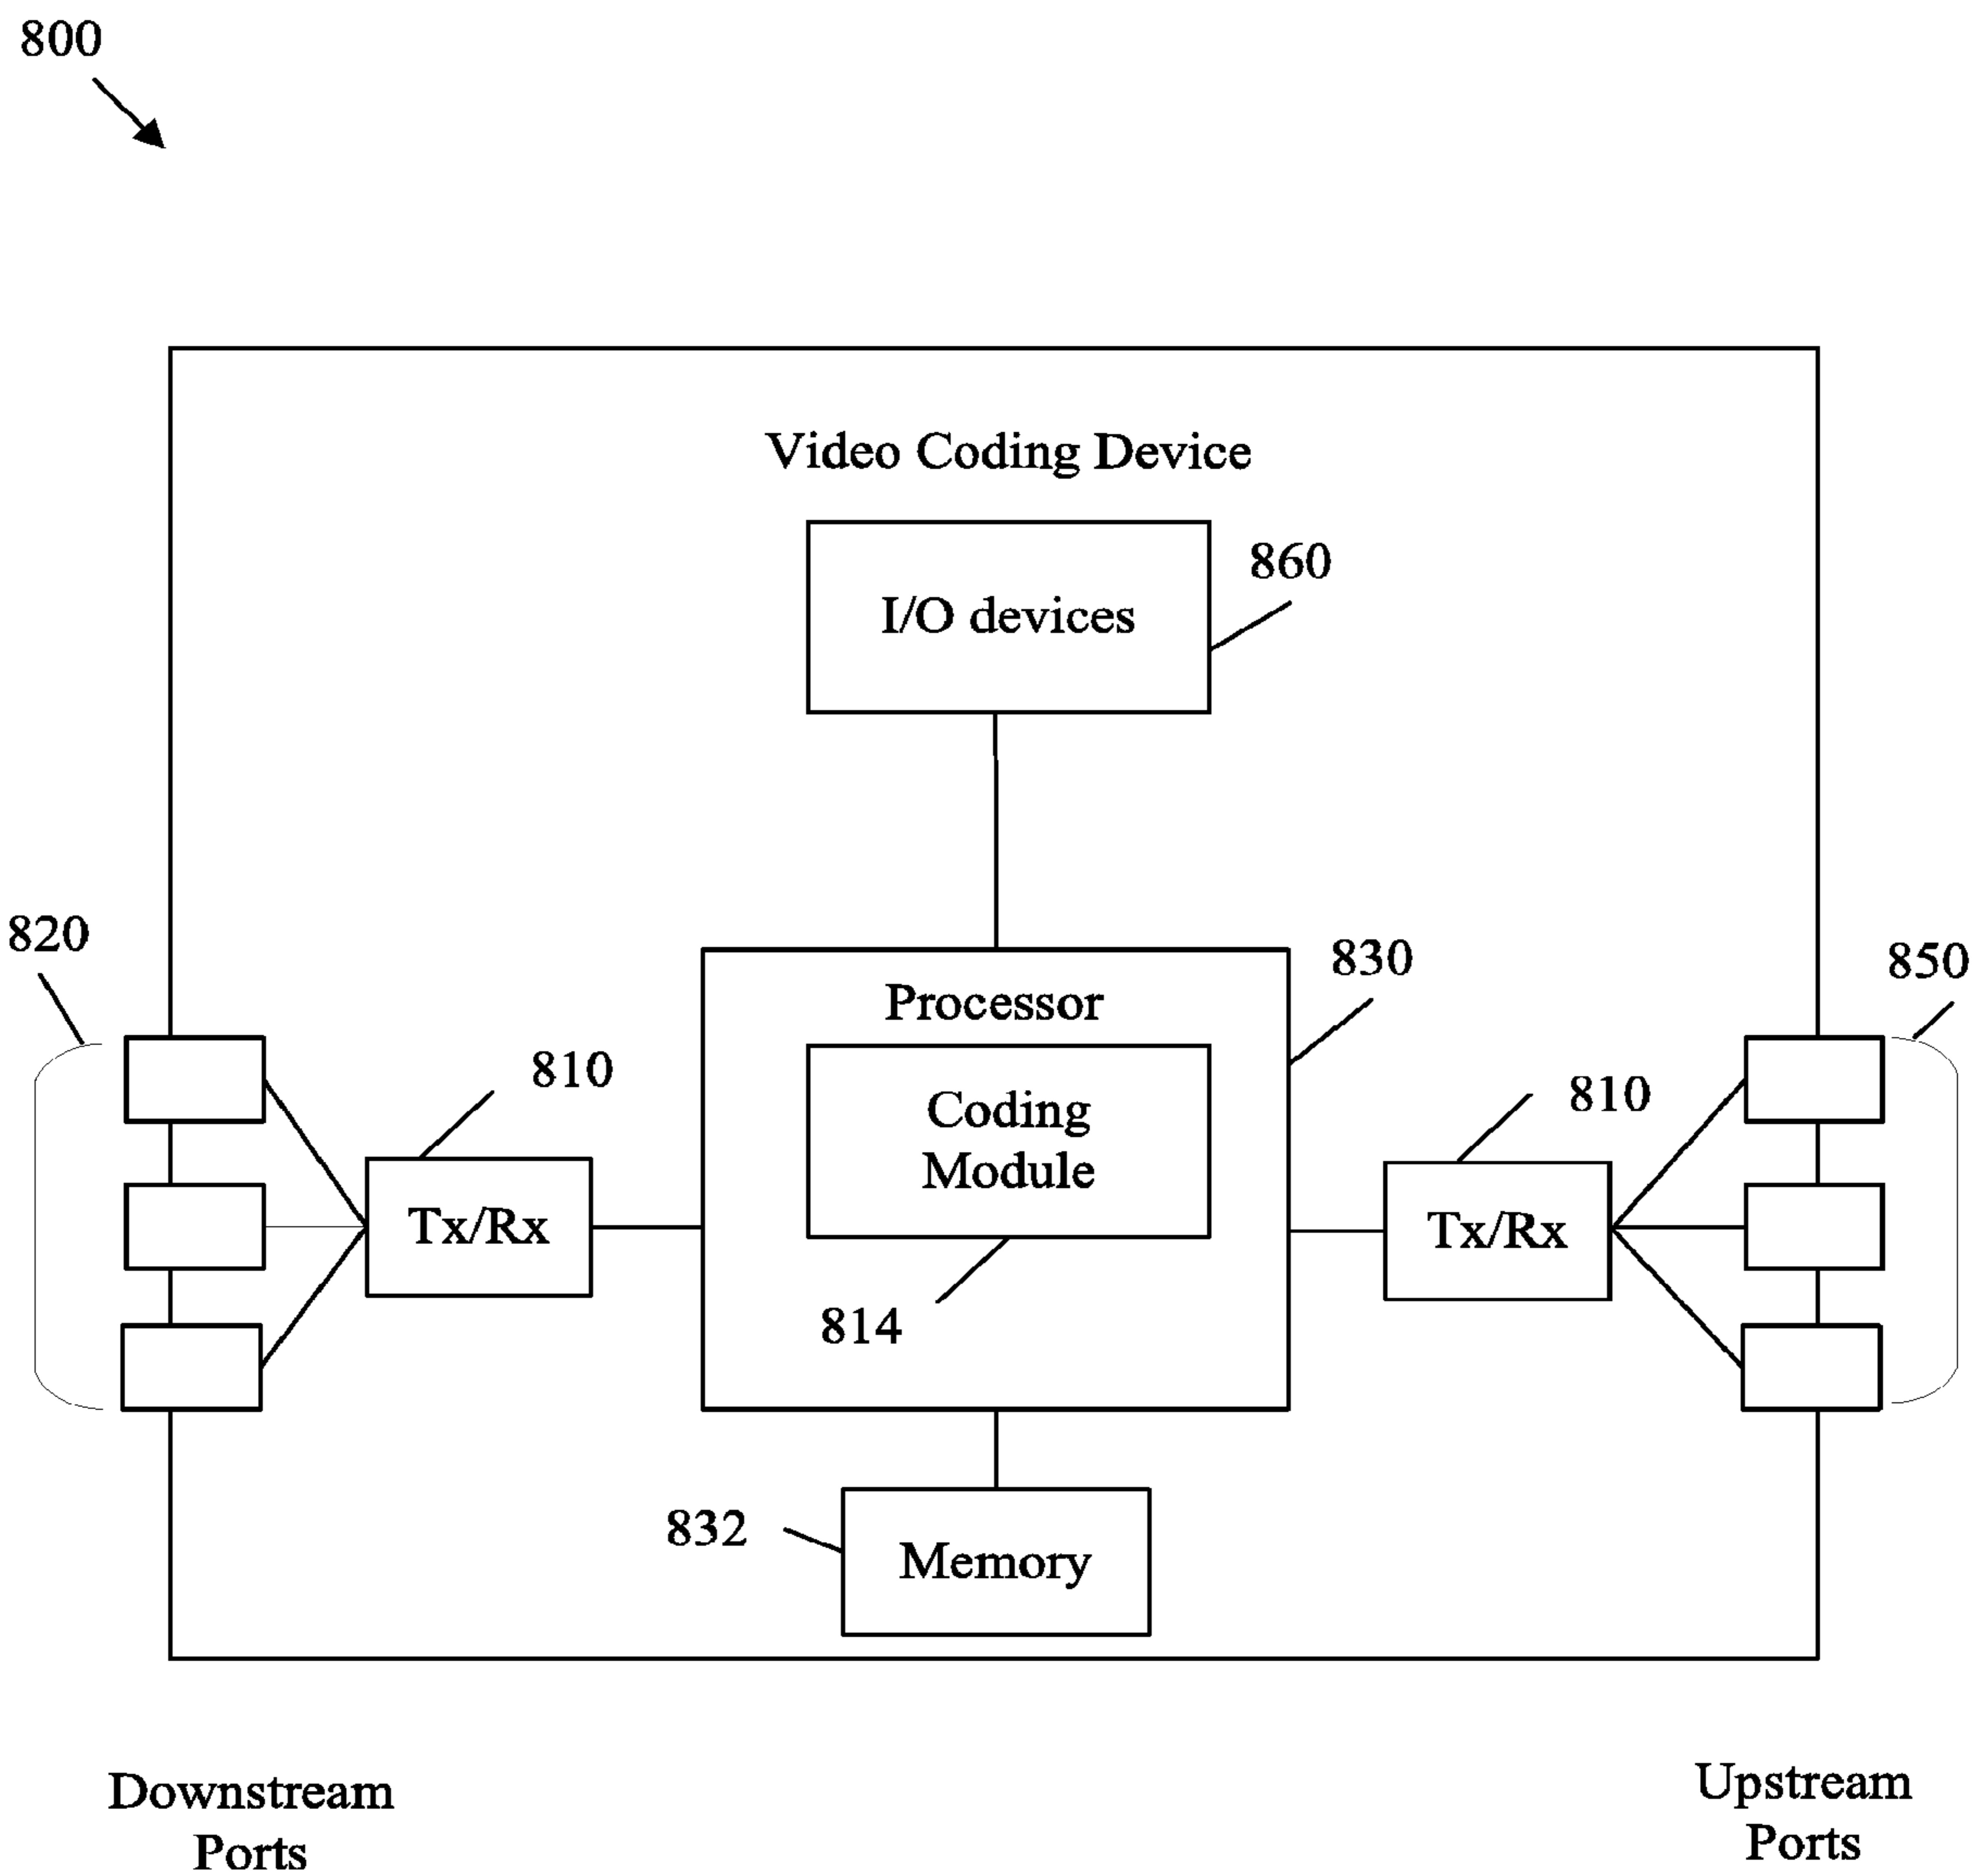 800
Video Coding Device
I/O devices
860
820
830
850
Processor
810
810
Coding
Module
Tx/Rx
Tx/Rx
814
832
Memory
Downstream
Ports
Upstream
Ports